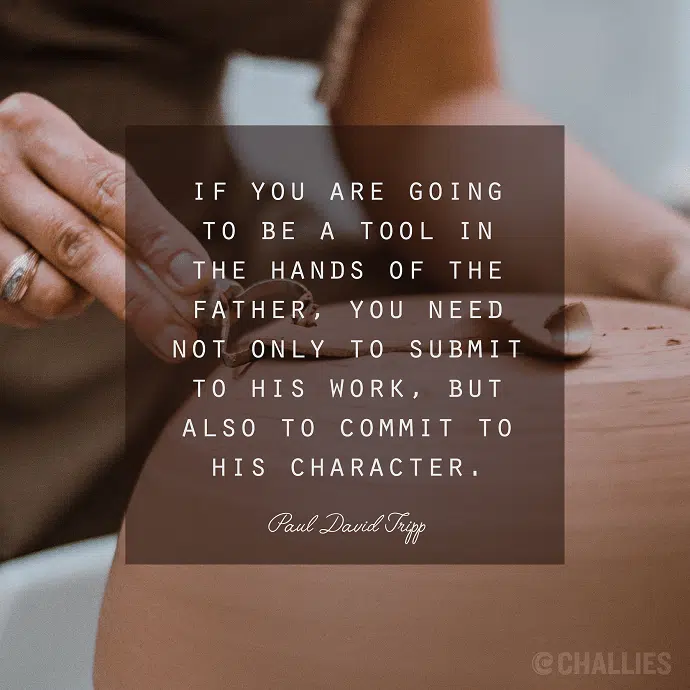 IF YOU ARE GOING
TO BE A TOOL IN
THE HANDS OF THE
FATHER, YOU NEED
NOT ONLY TO SUBMIT
TO HIS WORK, BUT
ALSO TO COMMIT TO
HIS CHARACTER.
Paul David Tripp
@CHALLIES